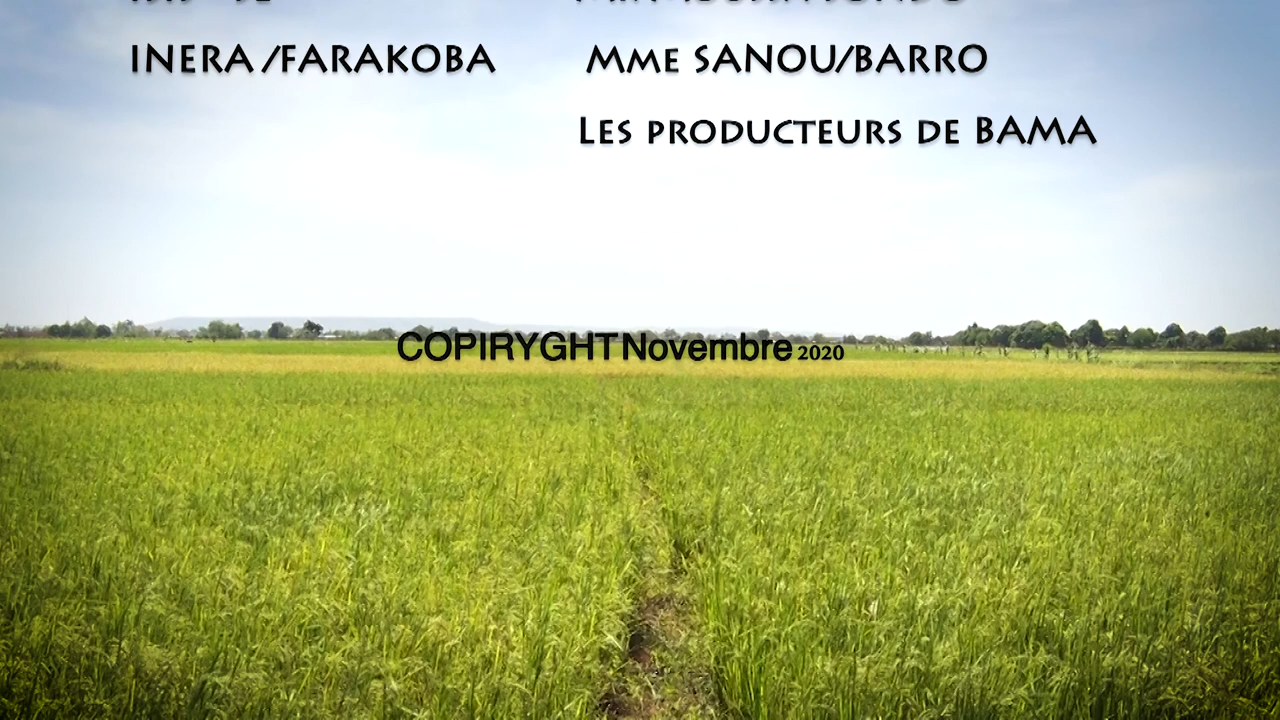 INERA /FARAKOBA Mme SANOU/BARRO
Les producteurs de BAMA
COPIRYGHT Novembre 2020